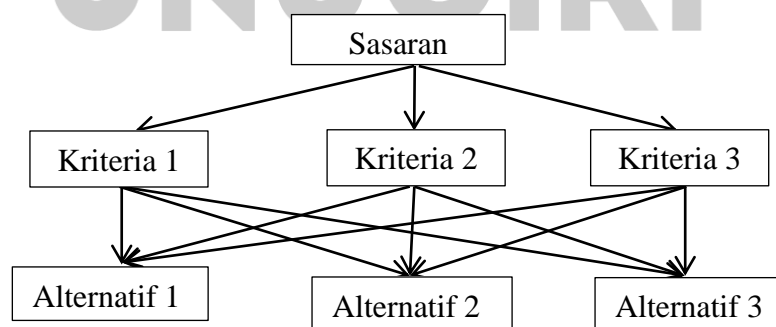 Sasaran
Kriteria 1 Kriteria 2 Kriteria 3
Alternatif 1 Alternatif 2 Alternatif 3